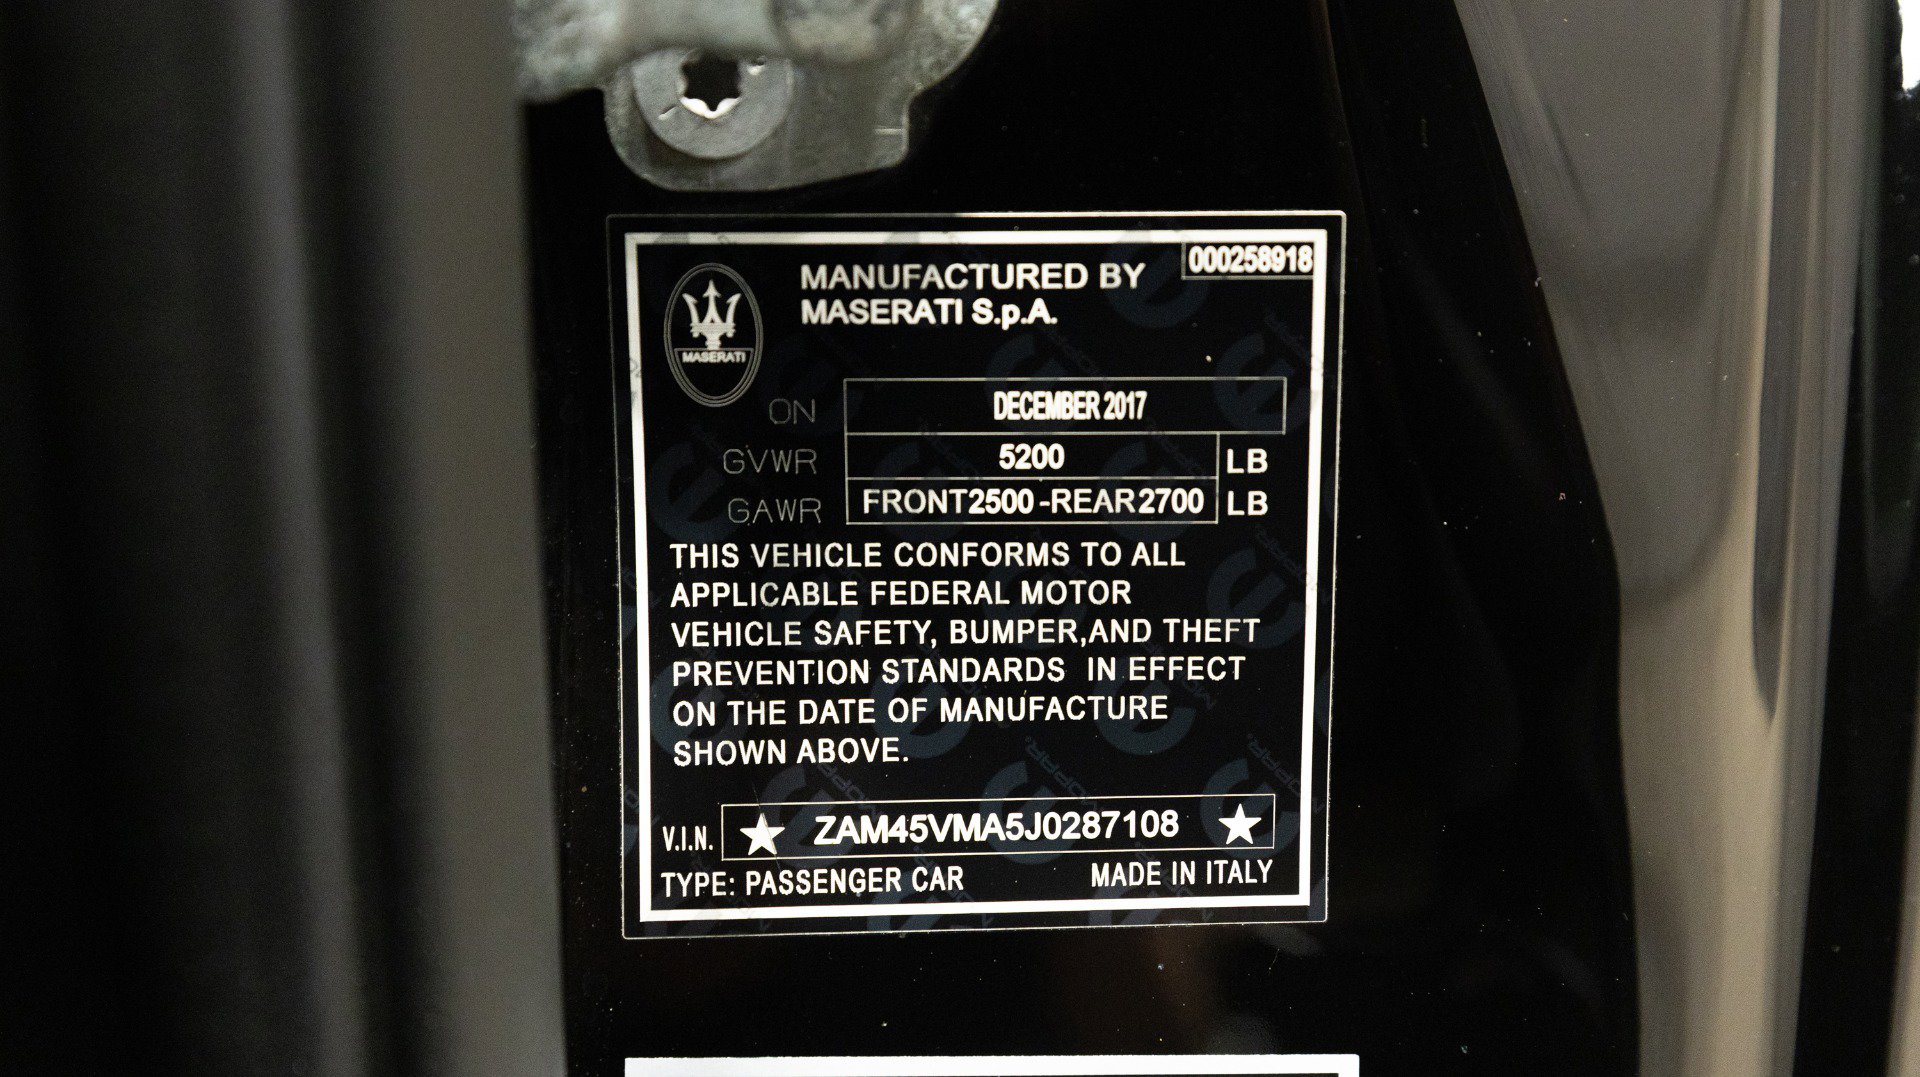 000258918
MANUFACTURED BY
MASERATI S.p.A.
MASERATI
ON DECEMBER 2017
GVWR 5200 LB
GAWR FRONT2500-REAR2700 LB
THIS VEHICLE CONFORMS TO ALL
APPLICABLE FEDERAL MOTOR
VEHICLE SAFETY, BUMPER,AND THEFT
PREVENTION STANDARDS IN EFFECT
ON THE DATE OF MANUFACTURE
SHOWN ABOVE.
V.I.N. ★ ZAM45VMA5J0287108 ★
TYPE: PASSENGER CAR MADE IN ITALY